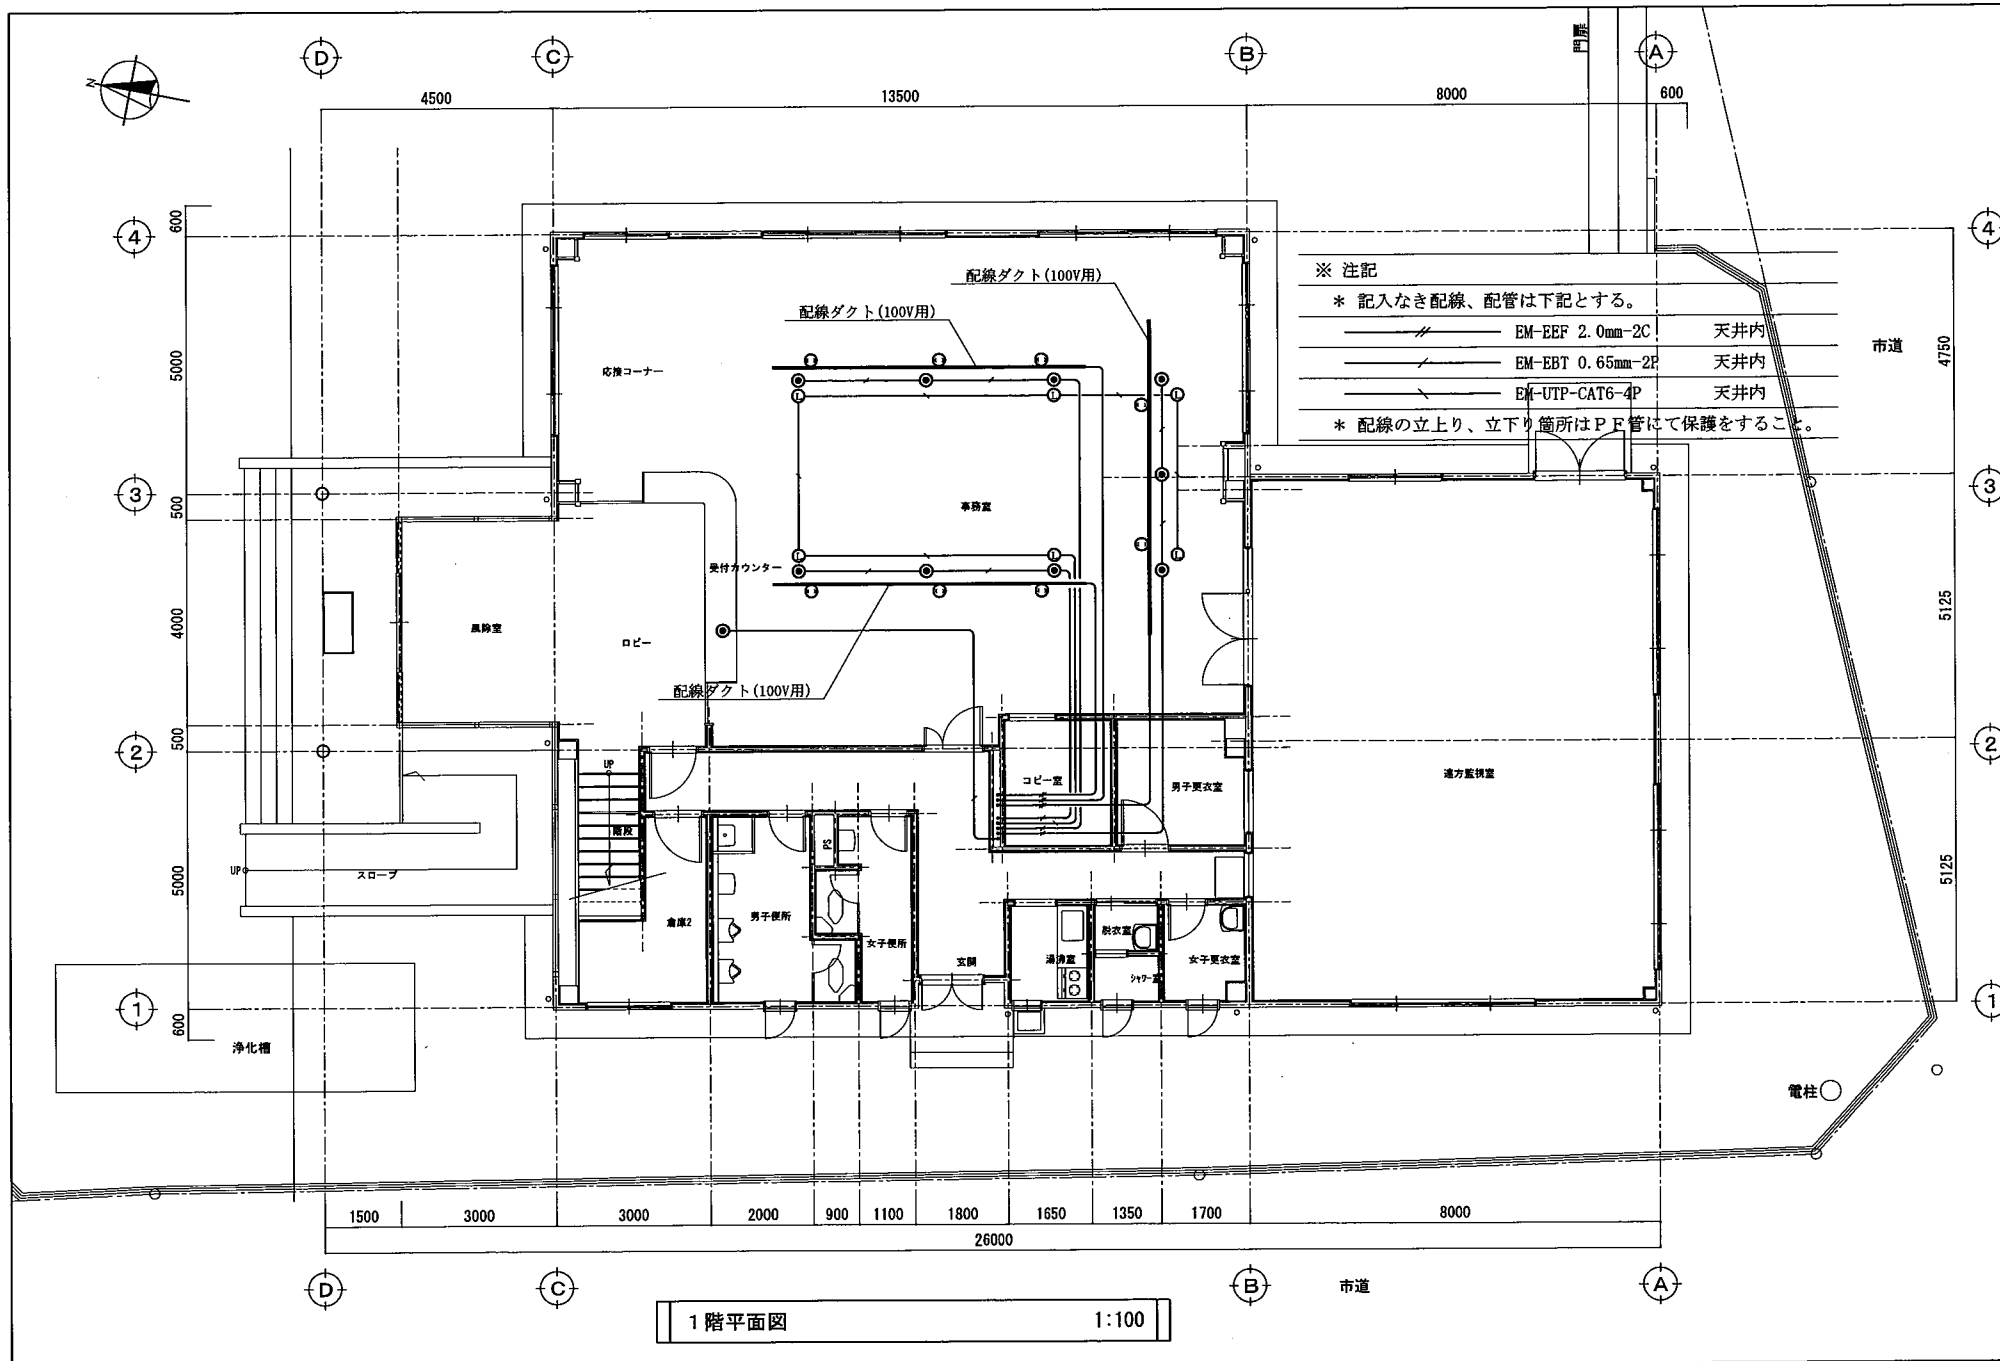 門扉
D
C
B
A
N
4500
13500
8000
600
600
4
4
配線ダクト(100V用)
配線ダクト(100V用)
※ 注記
* 記入なき配線、配管は下記とする。
EM-EEF 2.0mm-2C 天井内
EM-EBT 0.65mm-2P 天井内
EM-UTP-CAT6-4P 天井内
* 配線の立上り、立下り箇所はPF管にて保護をすること。
市道
4750
5000
応接コーナー
3
3
500
事務室
受付カウンター
4000
風除室
ロビー
5125
配線ダクト(100V用)
500
2
2
UP
コピー室
男子更衣室
遠方監視室
階段
PS
UP
スロープ
5000
5125
倉庫2
男子便所
女子便所
玄関
湯沸室
脱衣室
シャワー室
女子更衣室
1
1
600
浄化槽
電柱
1500
3000
3000
2000
900
1100
1800
1650
1350
1700
8000
26000
D
C
B
A
市道
1階平面図 1:100